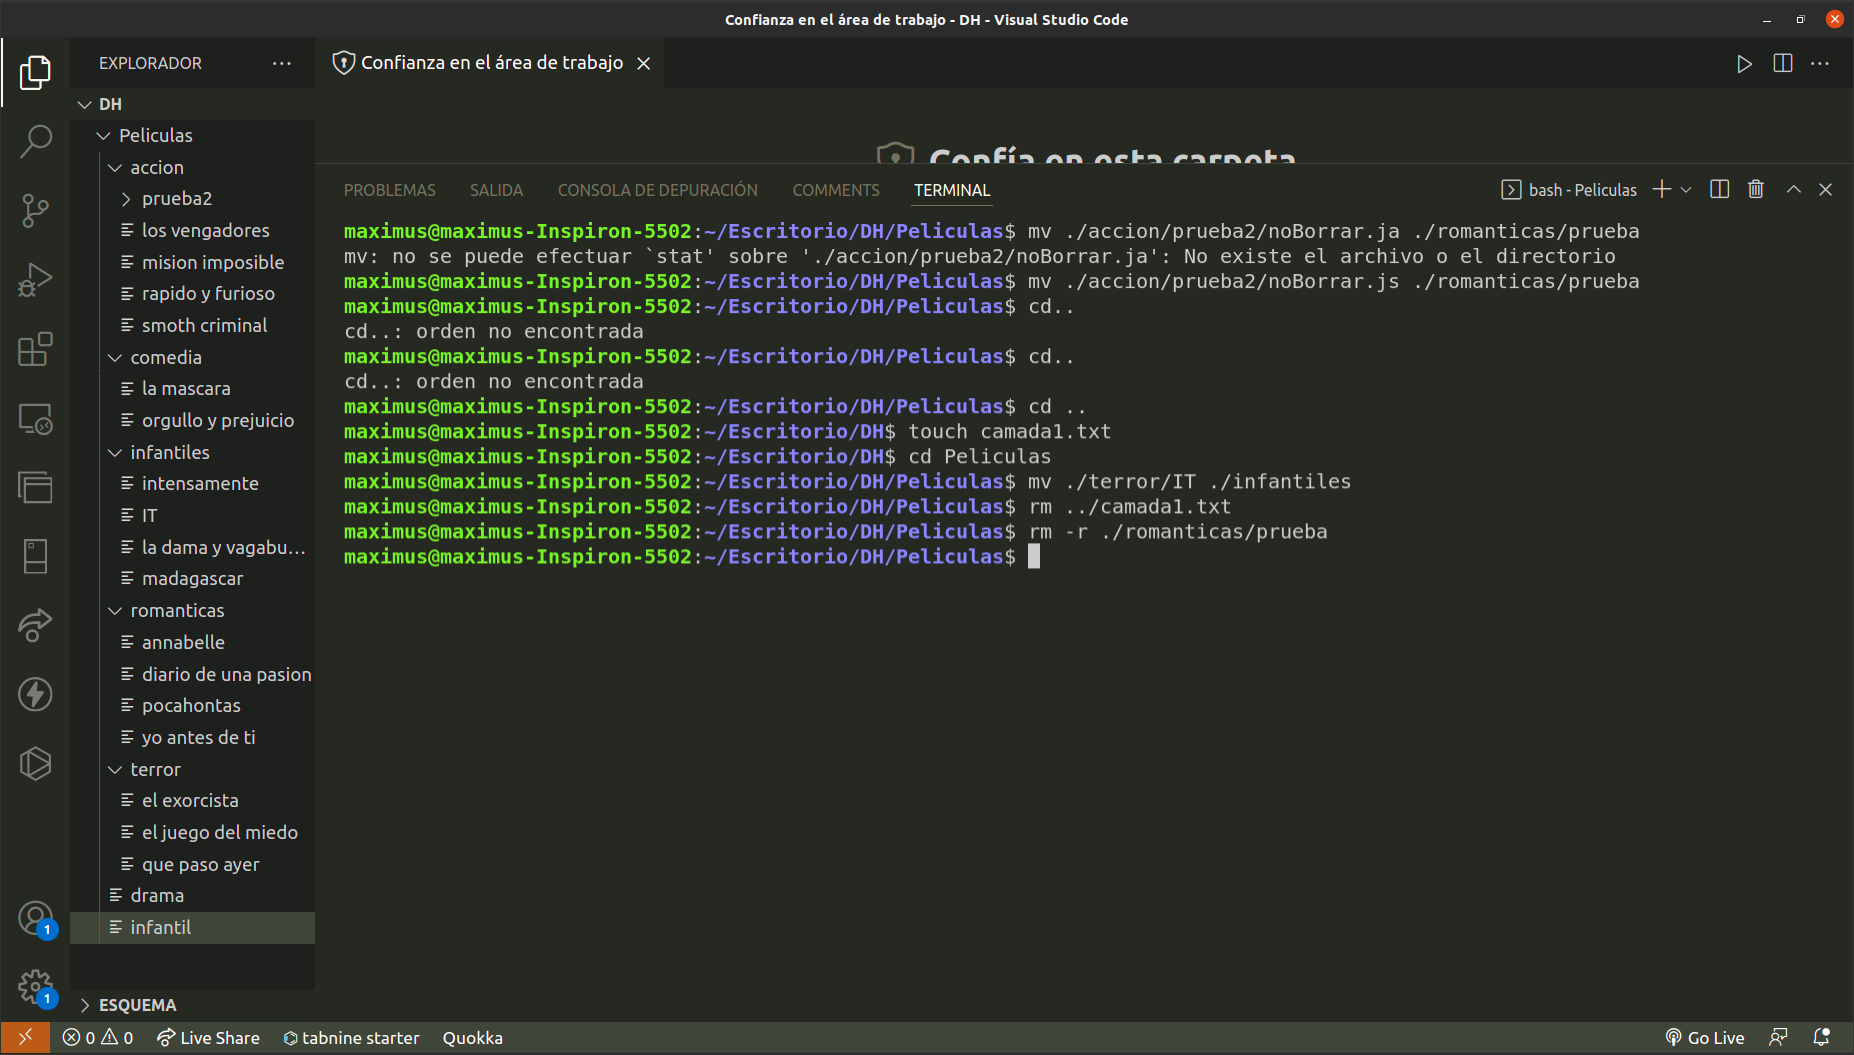 Confianza en el área de trabajo - DH - Visual Studio Code
EXPLORADOR
Confianza en el área de trabajo
DH
Peliculas
accion
prueba2
los vengadores
mision imposible
rapido y furioso
smoth criminal
comedia
la mascara
orgullo y prejuicio
infantiles
intensamente
IT
la dama y vagabu...
madagascar
romanticas
annabelle
diario de una pasion
pocahontas
yo antes de ti
terror
el exorcista
el juego del miedo
que paso ayer
drama
infantil
ESQUEMA
Confía en esta carpeta
PROBLEMAS SALIDA CONSOLA DE DEPURACIÓN COMMENTS TERMINAL bash - Peliculas
maximus@maximus-Inspiron-5502:~/Escritorio/DH/Peliculas$ mv ./accion/prueba2/noBorrar.ja ./romanticas/prueba
mv: no se puede efectuar `stat' sobre './accion/prueba2/noBorrar.ja': No existe el archivo o el directorio
maximus@maximus-Inspiron-5502:~/Escritorio/DH/Peliculas$ mv ./accion/prueba2/noBorrar.js ./romanticas/prueba
maximus@maximus-Inspiron-5502:~/Escritorio/DH/Peliculas$ cd..
cd..: orden no encontrada
maximus@maximus-Inspiron-5502:~/Escritorio/DH/Peliculas$ cd..
cd..: orden no encontrada
maximus@maximus-Inspiron-5502:~/Escritorio/DH/Peliculas$ cd ..
maximus@maximus-Inspiron-5502:~/Escritorio/DH$ touch camada1.txt
maximus@maximus-Inspiron-5502:~/Escritorio/DH$ cd Peliculas
maximus@maximus-Inspiron-5502:~/Escritorio/DH/Peliculas$ mv ./terror/IT ./infantiles
maximus@maximus-Inspiron-5502:~/Escritorio/DH/Peliculas$ rm ../camada1.txt
maximus@maximus-Inspiron-5502:~/Escritorio/DH/Peliculas$ rm -r ./romanticas/prueba
maximus@maximus-Inspiron-5502:~/Escritorio/DH/Peliculas$
1
1
0 0 Live Share tabnine starter Quokka Go Live